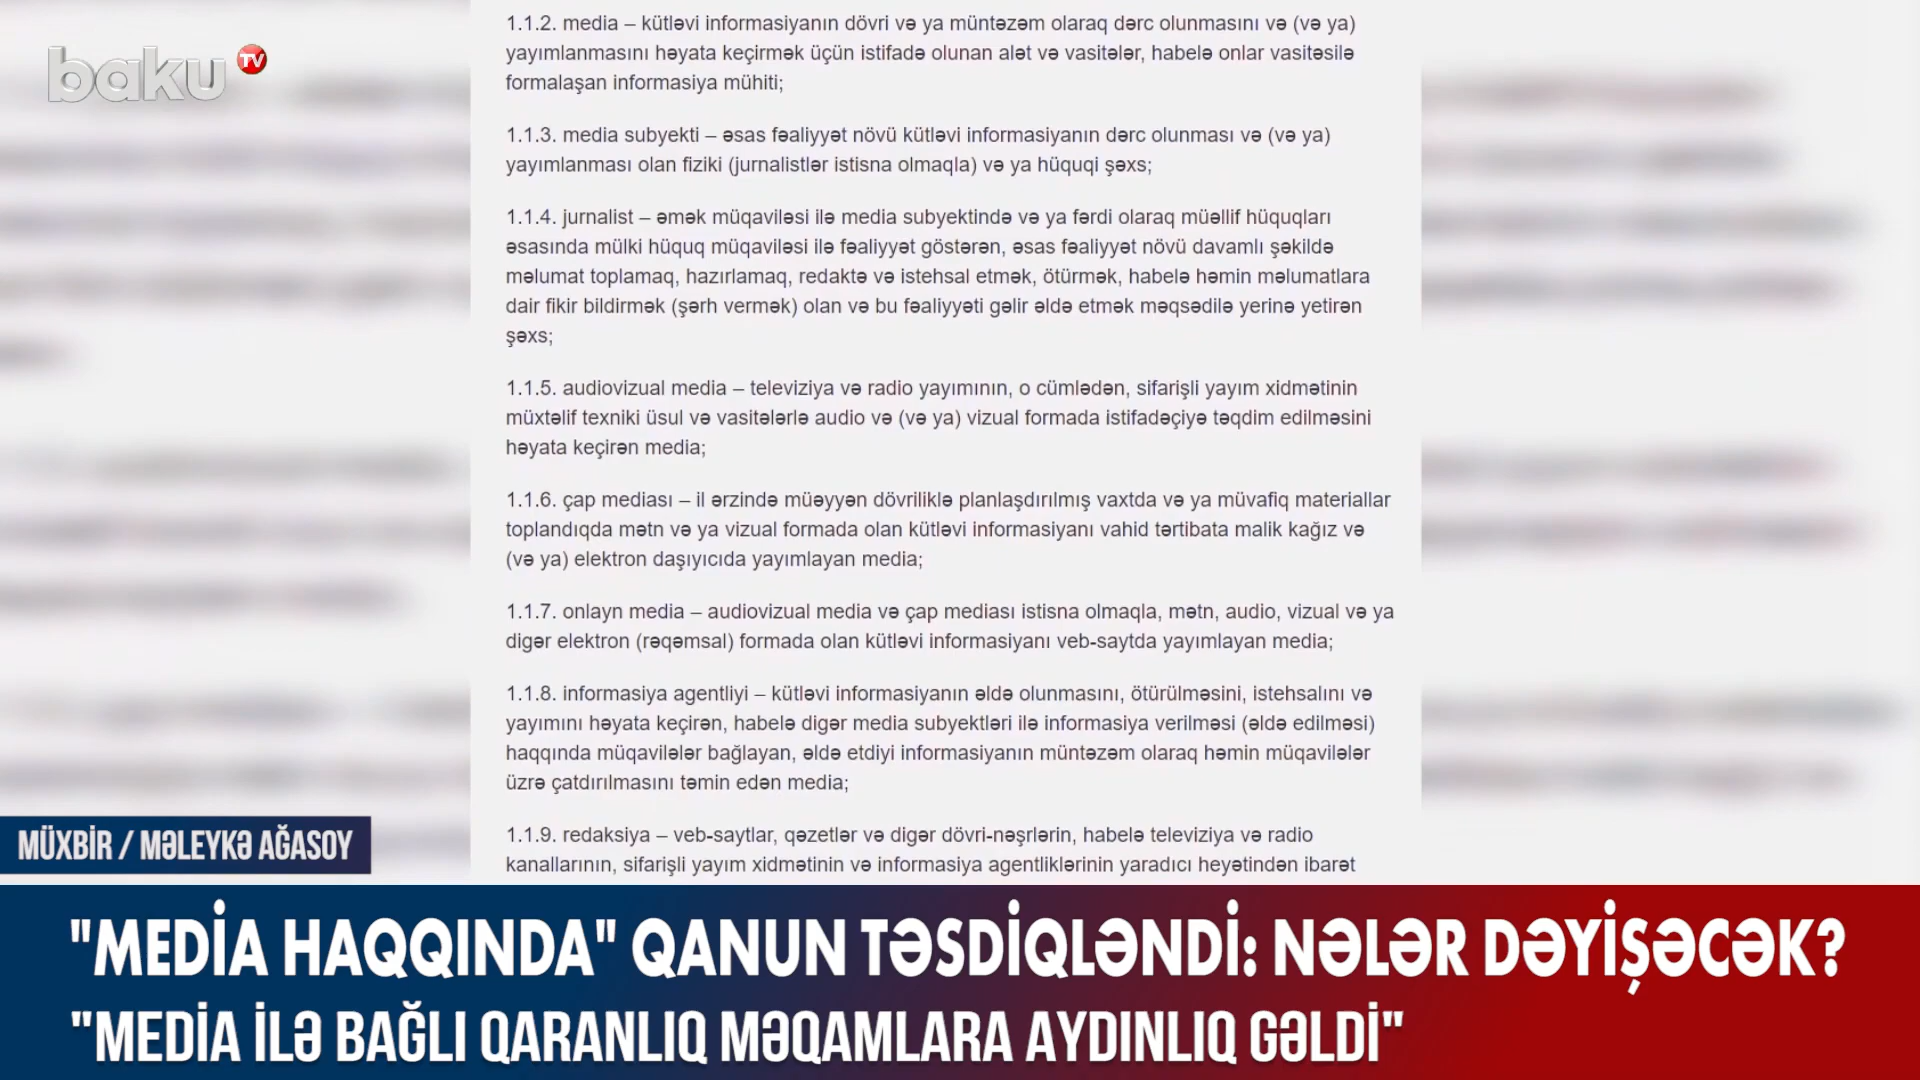 baku TV
1.1.2. media – kütləvi informasiyanın dövri və ya müntəzəm olaraq dərc olunmasını və (və ya)
yayımlanmasını həyata keçirmək üçün istifadə olunan alət və vasitələr, habelə onlar vasitəsilə
formalaşan informasiya mühiti;
1.1.3. media subyekti – əsas fəaliyyət növü kütləvi informasiyanın dərc olunması və (və ya)
yayımlanması olan fiziki (jurnalistlər istisna olmaqla) və ya hüquqi şəxs;
1.1.4. jurnalist – əmək müqaviləsi ilə media subyektində və ya fərdi olaraq müəllif hüquqları
əsasında mülki hüquq müqaviləsi ilə fəaliyyət göstərən, əsas fəaliyyət növü davamlı şəkildə
məlumat toplamaq, hazırlamaq, redaktə və istehsal etmək, ötürmək, habelə həmin məlumatlara
dair fikir bildirmək (şərh vermək) olan və bu fəaliyyəti gəlir əldə etmək məqsədilə yerinə yetirən
şəxs;
1.1.5. audiovizual media – televiziya və radio yayımının, o cümlədən, sifarişli yayım xidmətinin
müxtəlif texniki üsul və vasitələrlə audio və (və ya) vizual formada istifadəçiyə təqdim edilməsini
həyata keçirən media;
1.1.6. çap mediası – il ərzində müəyyən dövriliklə planlaşdırılmış vaxtda və ya müvafiq materiallar
toplandıqda mətn və ya vizual formada olan kütləvi informasiyanı vahid tərtibata malik kağız və
(və ya) elektron daşıyıcıda yayımlayan media;
1.1.7. onlayn media – audiovizual media və çap mediası istisna olmaqla, mətn, audio, vizual və ya
digər elektron (rəqəmsal) formada olan kütləvi informasiyanı veb-saytda yayımlayan media;
1.1.8. informasiya agentliyi – kütləvi informasiyanın əldə olunmasını, ötürülməsini, istehsalını və
yayımını həyata keçirən, habelə digər media subyektləri ilə informasiya verilməsi (əldə edilməsi)
haqqında müqavilələr bağlayan, əldə etdiyi informasiyanın müntəzəm olaraq həmin müqavilələr
üzrə çatdırılmasını təmin edən media;
1.1.9. redaksiya – veb-saytlar, qəzetlər və digər dövri-nəşrlərin, habelə televiziya və radio
kanallarının, sifarişli yayım xidmətinin və informasiya agentliklərinin yaradıcı heyətindən ibarət
MÜXBİR / MƏLEYKƏ AĞASOY
"MEDİA HAQQINDA" QANUN TƏSDİQLƏNDİ: NƏLƏR DƏYİŞƏCƏK?
"MEDİA İLƏ BAĞLI QARANLIQ MƏQAMLARA AYDINLIQ GƏLDİ"